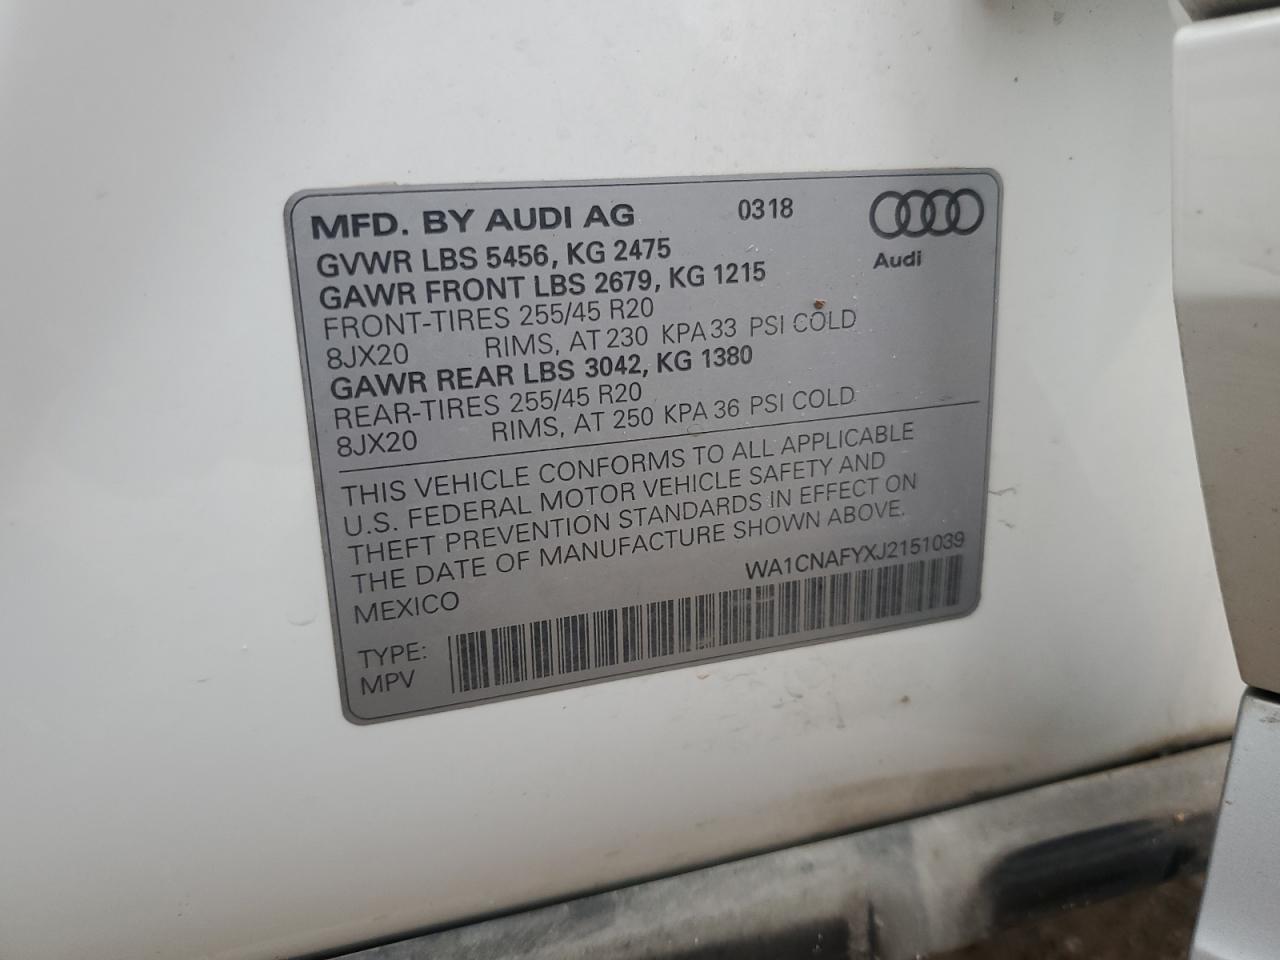 MFD. BY AUDI AG 0318
Audi
GVWR LBS 5456, KG 2475
GAWR FRONT LBS 2679, KG 1215
FRONT-TIRES 255/45 R20
8JX20 RIMS, AT 230 KPA 33 PSI COLD
GAWR REAR LBS 3042, KG 1380
REAR-TIRES 255/45 R20
8JX20 RIMS, AT 250 KPA 36 PSI COLD
THIS VEHICLE CONFORMS TO ALL APPLICABLE
U.S. FEDERAL MOTOR VEHICLE SAFETY AND
THEFT PREVENTION STANDARDS IN EFFECT ON
THE DATE OF MANUFACTURE SHOWN ABOVE.
MEXICO WA1CNAFYXJ2151039
TYPE:
MPV